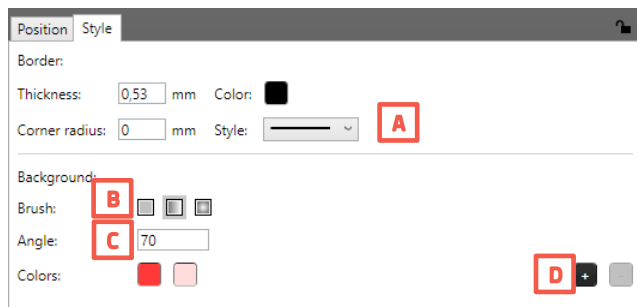 Position Style
Border:
Thickness: 0,53 mm Color:
Corner radius: 0 mm Style: A
Background:
Brush: B
Angle: C 70
Colors: D + -